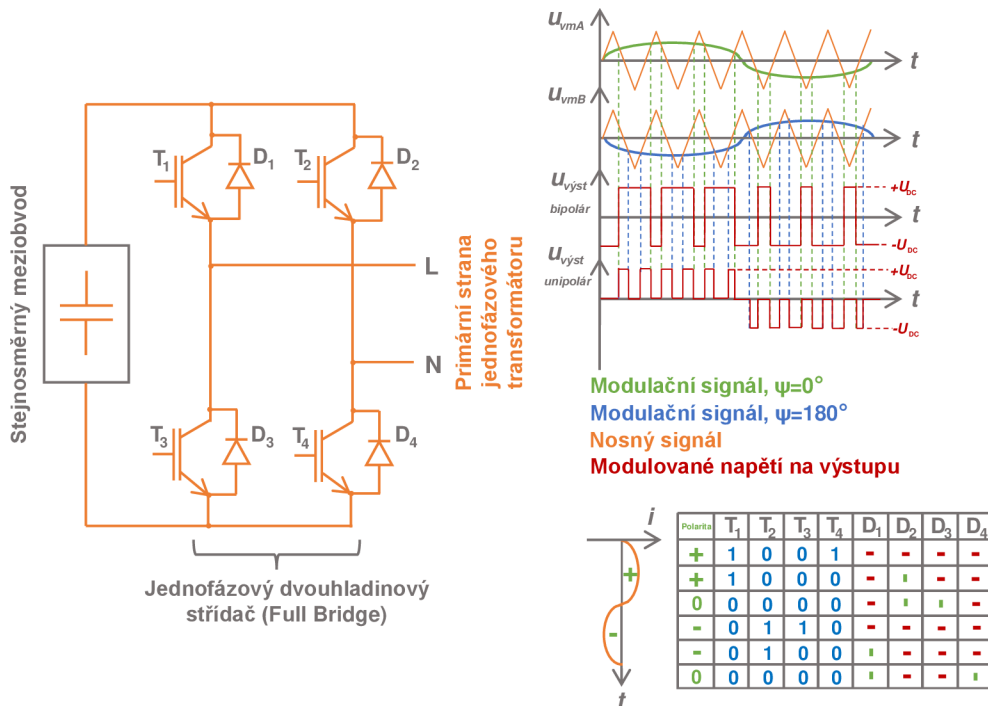 Stejnosměrný meziobvod
T1
D1
T2
D2
L
N
T3
D3
T4
D4
Primární strana
jednofázového
transformátoru
Jednofázový dvouhladinový
střídač (Full Bridge)
uvmA
t
uvmB
t
uvýst
bipolár
+UDC
t
-UDC
uvýst
unipolár
+UDC
t
-UDC
Modulační signál, ψ=0°
Modulační signál, ψ=180°
Nosný signál
Modulované napětí na výstupu
i
+
-
t
Polarita T1 T2 T3 T4 D1 D2 D3 D4
+ 1 0 0 1 - - - -
+ 1 0 0 0 - ı - -
0 0 0 0 0 - ı ı -
- 0 1 1 0 - - - -
- 0 1 0 0 ı - - -
0 0 0 0 0 ı - - ı